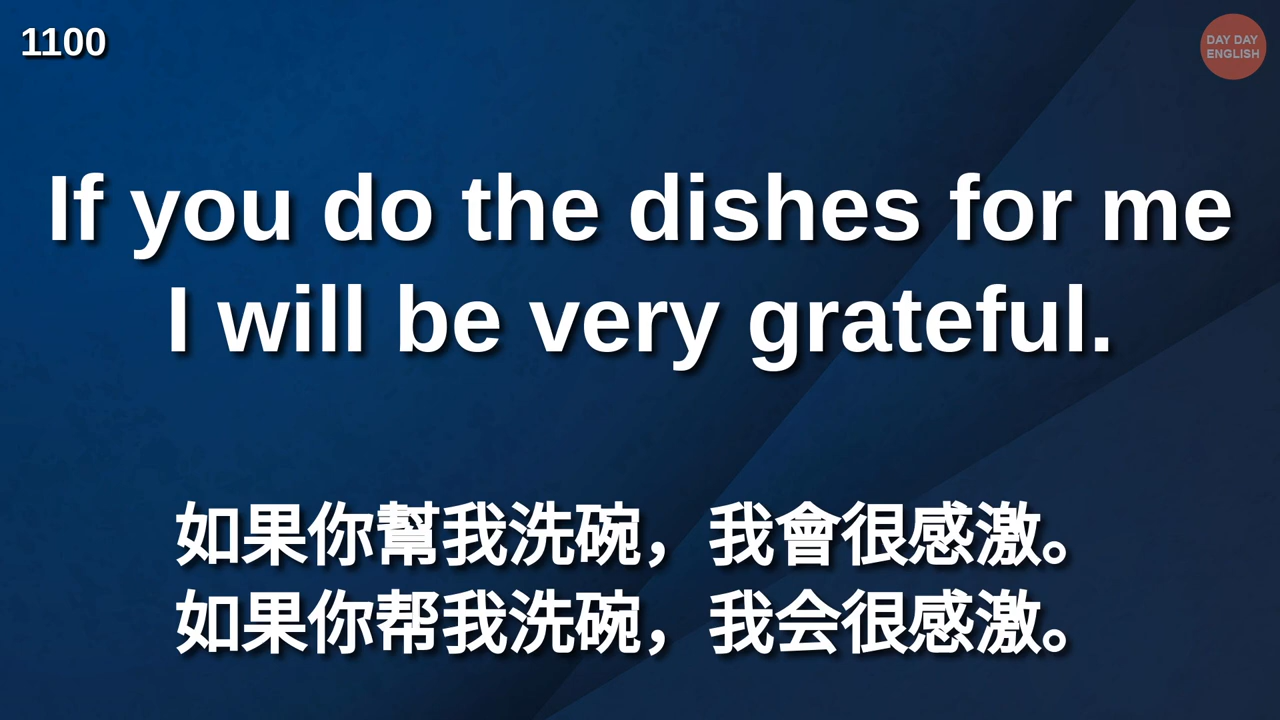 1100
DAY DAY
ENGLISH
If you do the dishes for me
I will be very grateful.
如果你幫我洗碗，我會很感激。
如果你帮我洗碗，我会很感激。